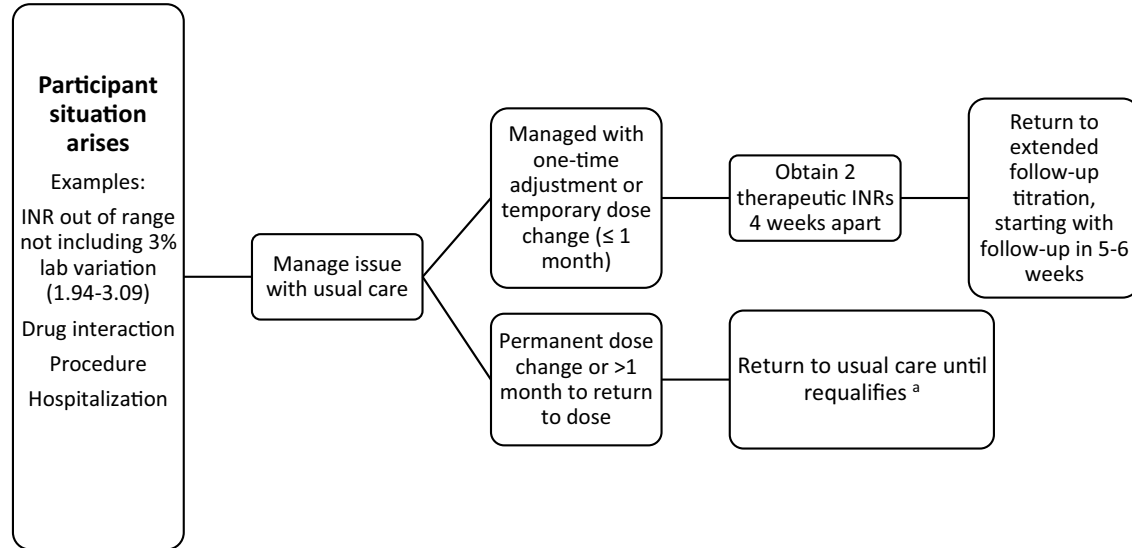 Participant
situation
arises
Examples:
INR out of range
not including 3%
lab variation
(1.94-3.09)
Drug interaction
Procedure
Hospitalization
Manage issue
with usual care
Managed with
one-time
adjustment or
temporary dose
change (≤ 1
month)
Obtain 2
therapeutic INRs
4 weeks apart
Return to
extended
follow-up
titration,
starting with
follow-up in 5-6
weeks
Permanent dose
change or >1
month to return
to dose
Return to usual care until
requalifies a